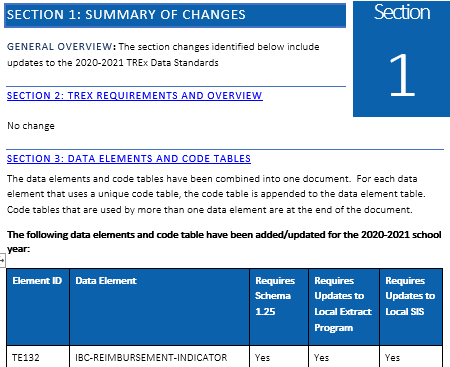 SECTION 1: SUMMARY OF CHANGES
Section
1
GENERAL OVERVIEW: The section changes identified below include
updates to the 2020-2021 TREx Data Standards
SECTION 2: TREX REQUIREMENTS AND OVERVIEW
No change
SECTION 3: DATA ELEMENTS AND CODE TABLES
The data elements and code tables have been combined into one document. For each data
element that uses a unique code table, the code table is appended to the data element table.
Code tables that are used by more than one data element are at the end of the document.
The following data elements and code table have been added/updated for the 2020-2021 school
year:
Element ID Data Element Requires Requires Requires
Schema Updates to Updates to
1.25 Local Extract Local SIS
Program
TE132 IBC-REIMBURSEMENT-INDICATOR Yes Yes Yes